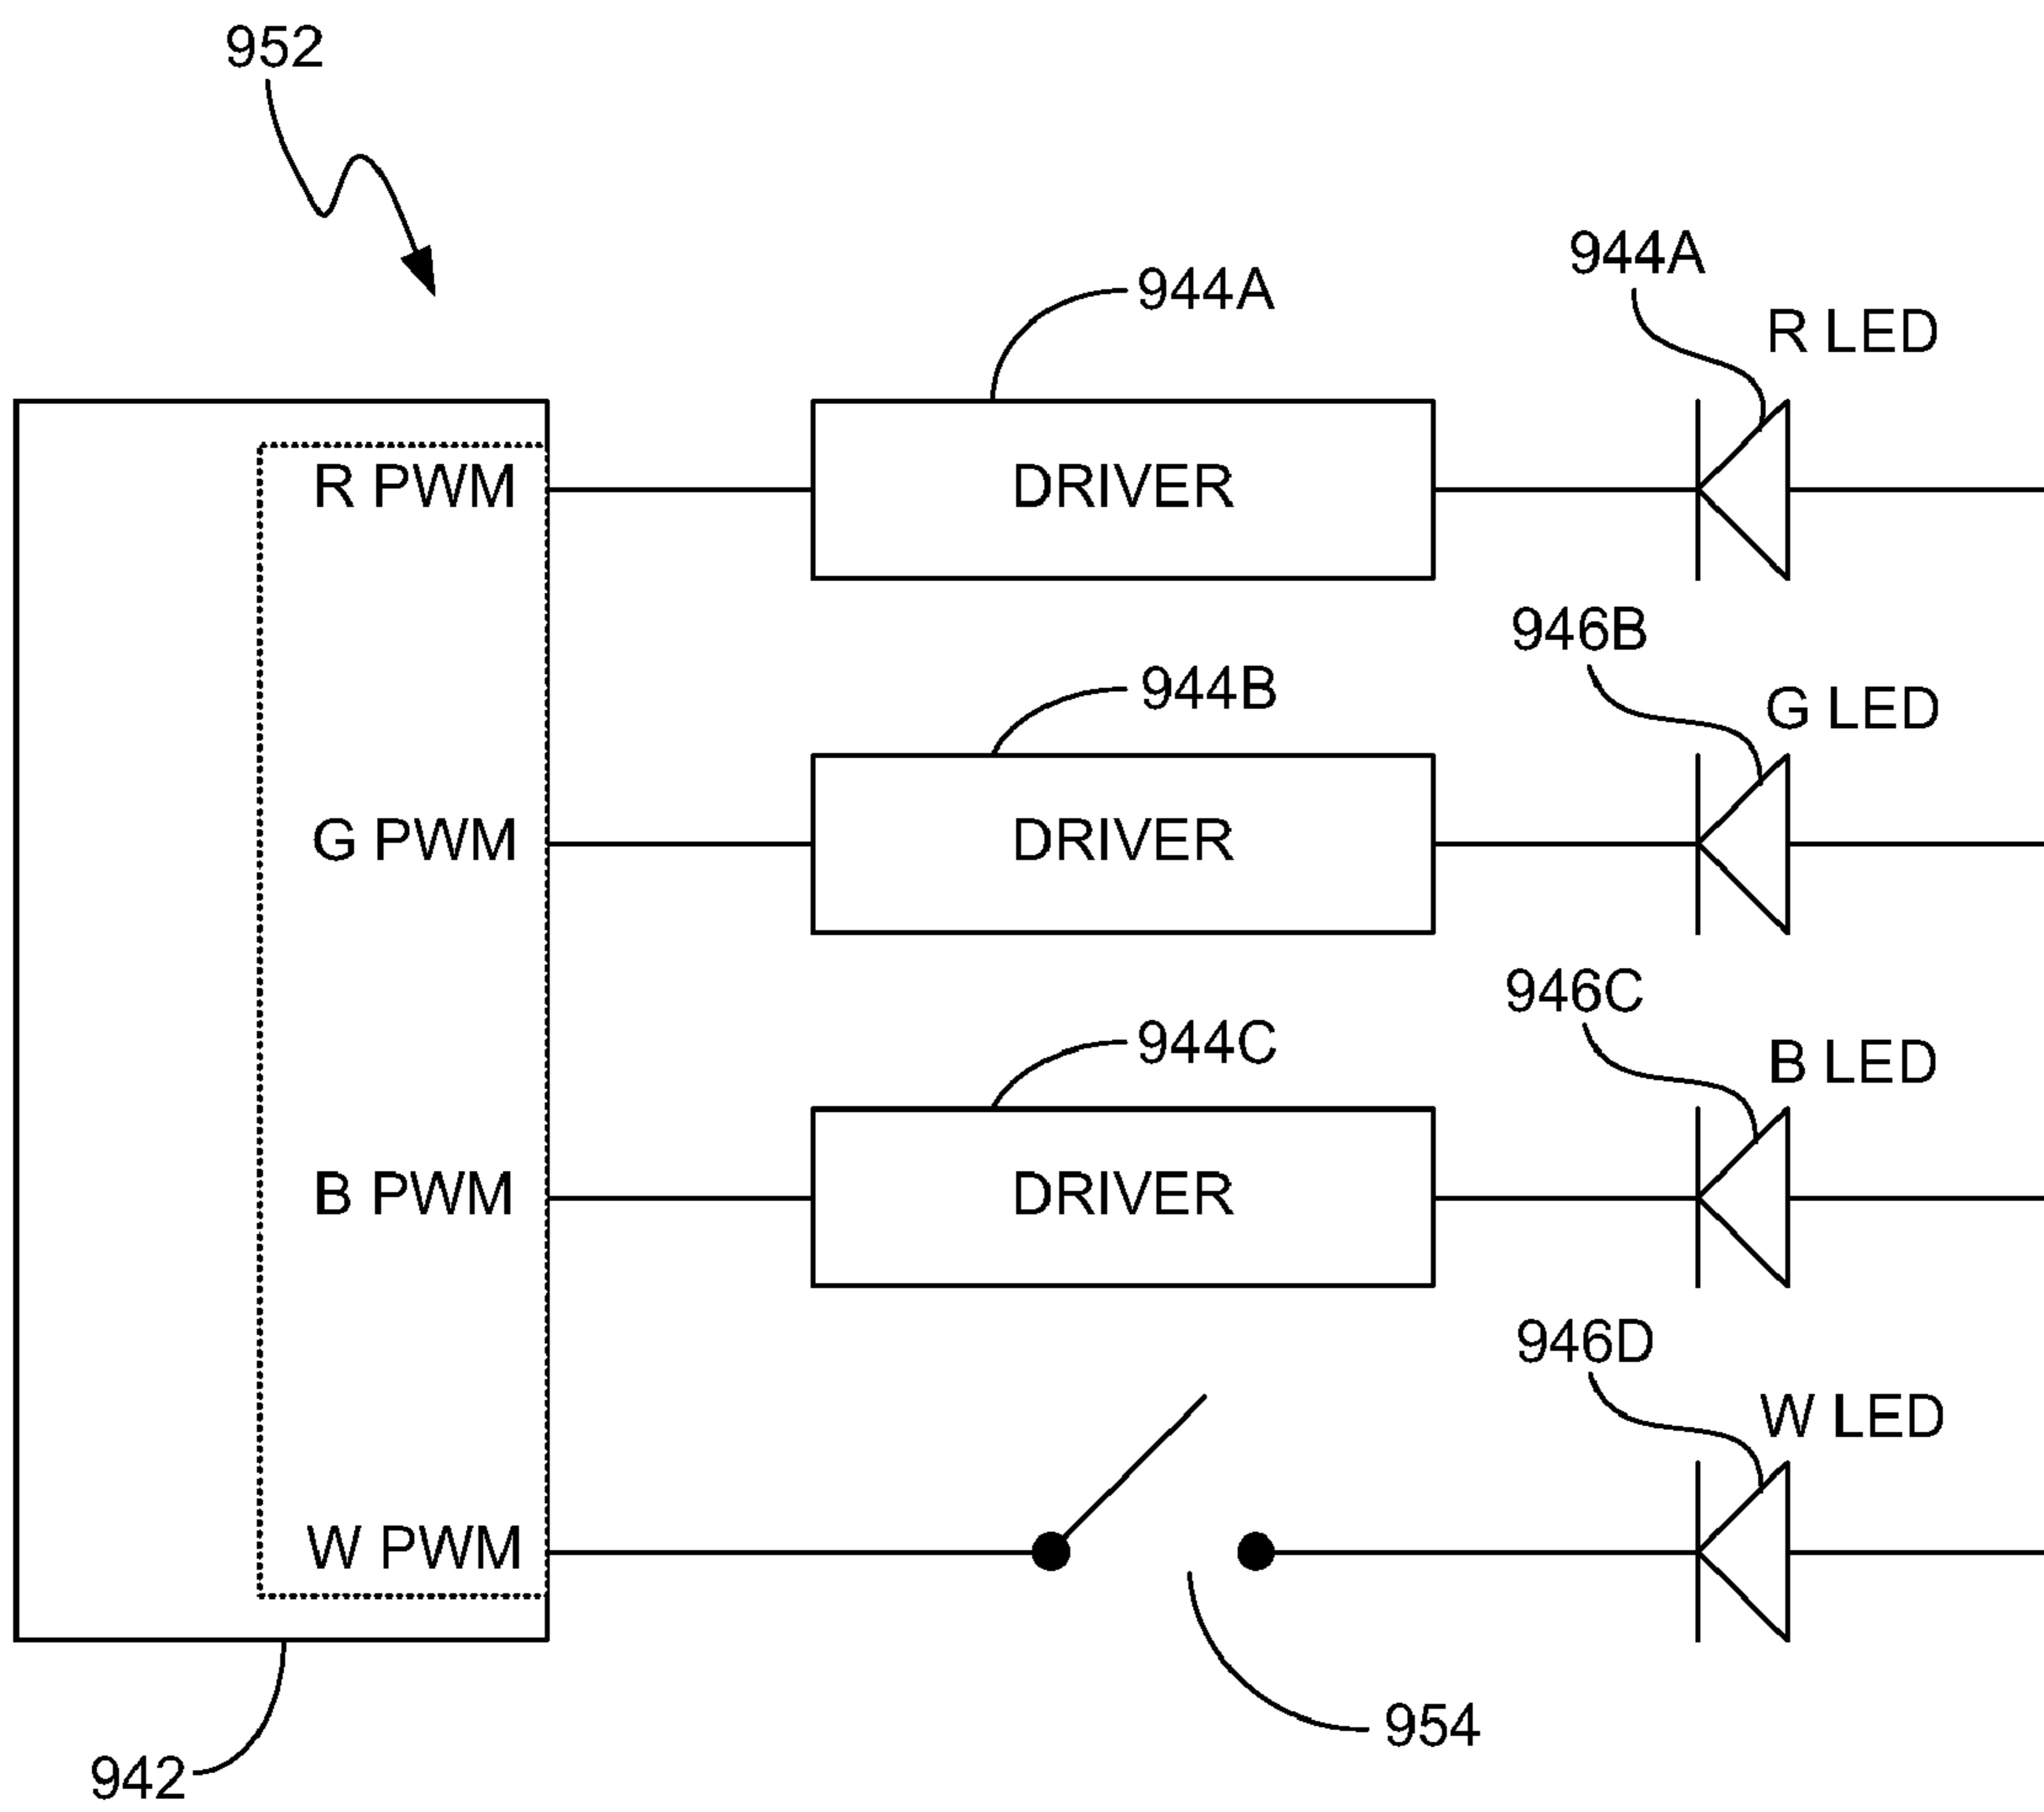 952
944A
R LED
944A
R PWM
DRIVER
946B
G LED
944B
G PWM
DRIVER
946C
B LED
944C
B PWM
DRIVER
946D
W LED
W PWM
954
942